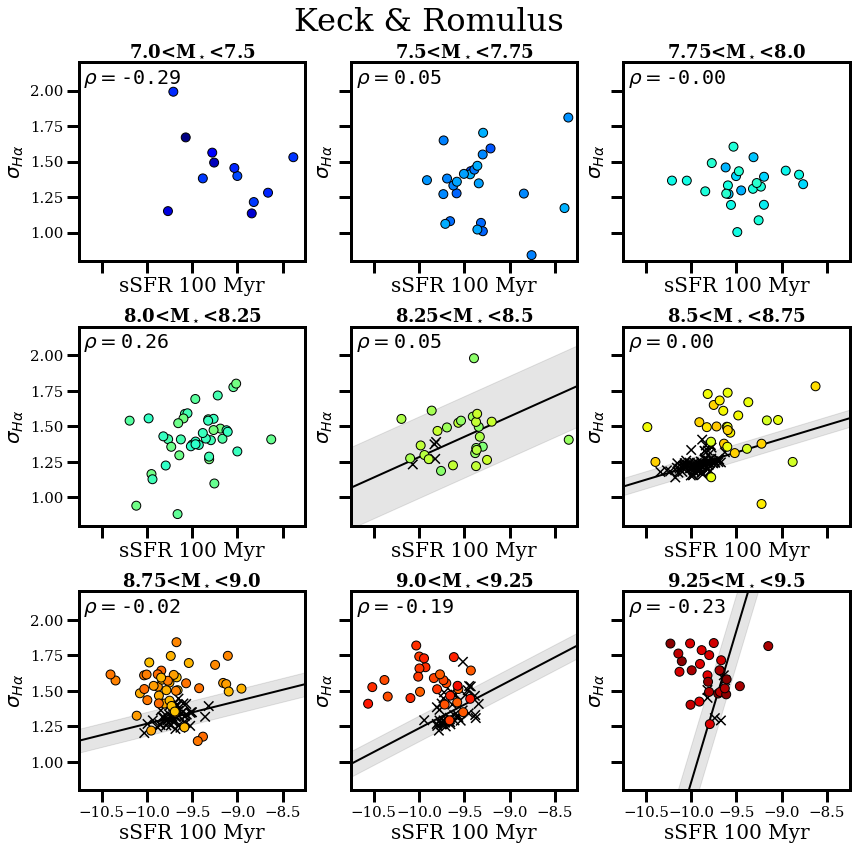 Keck & Romulus
7.0<M⋆<7.5
7.5<M⋆<7.75
7.75<M⋆<8.0
ρ = -0.29
ρ = 0.05
ρ = -0.00
2.00
1.75
1.50
1.25
1.00
σHα
σHα
σHα
sSFR 100 Myr
sSFR 100 Myr
sSFR 100 Myr
8.0<M⋆<8.25
8.25<M⋆<8.5
8.5<M⋆<8.75
ρ = 0.26
ρ = 0.05
ρ = 0.00
2.00
1.75
1.50
1.25
1.00
σHα
σHα
σHα
sSFR 100 Myr
sSFR 100 Myr
sSFR 100 Myr
8.75<M⋆<9.0
9.0<M⋆<9.25
9.25<M⋆<9.5
ρ = -0.02
ρ = -0.19
ρ = -0.23
2.00
1.75
1.50
1.25
1.00
σHα
σHα
σHα
−10.5 −10.0 −9.5 −9.0 −8.5
−10.5 −10.0 −9.5 −9.0 −8.5
−10.5 −10.0 −9.5 −9.0 −8.5
sSFR 100 Myr
sSFR 100 Myr
sSFR 100 Myr